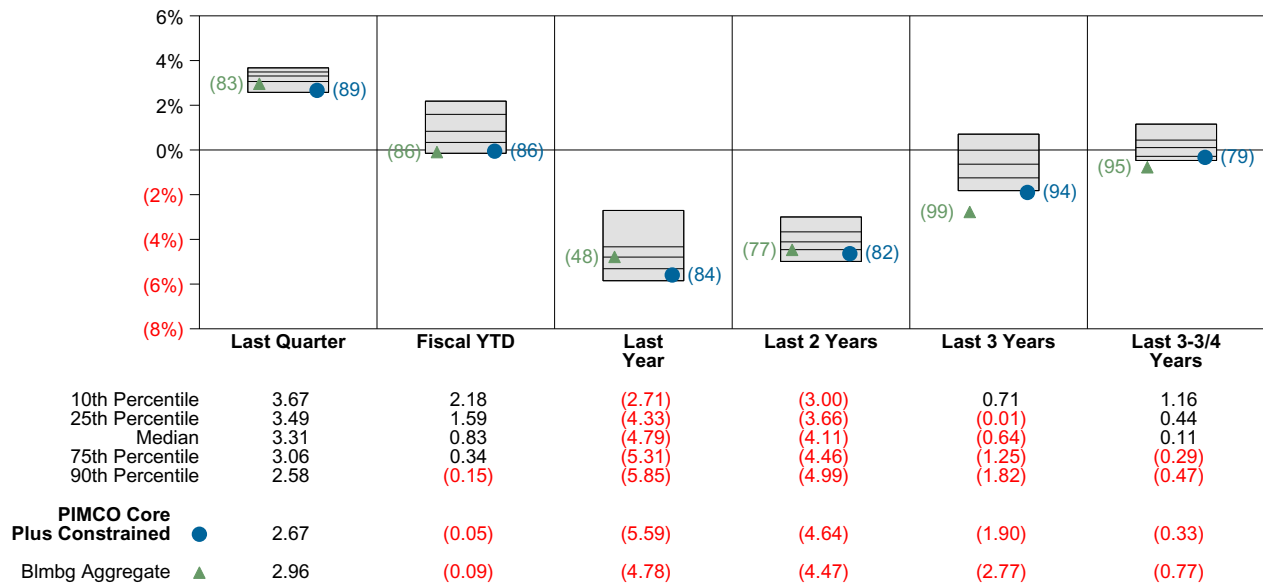 6%
4%
2%
0%
(2%)
(4%)
(6%)
(8%)
(83) (89)
(86) (86)
(48) (84)
(77) (82)
(99) (94)
(95) (79)
Last Quarter Fiscal YTD Last Year Last 2 Years Last 3 Years Last 3-3/4 Years
10th Percentile 3.67 2.18 (2.71) (3.00) 0.71 1.16
25th Percentile 3.49 1.59 (4.33) (3.66) (0.01) 0.44
Median 3.31 0.83 (4.79) (4.11) (0.64) 0.11
75th Percentile 3.06 0.34 (5.31) (4.46) (1.25) (0.29)
90th Percentile 2.58 (0.15) (5.85) (4.99) (1.82) (0.47)
PIMCO Core
Plus Constrained 2.67 (0.05) (5.59) (4.64) (1.90) (0.33)
Blmbg Aggregate 2.96 (0.09) (4.78) (4.47) (2.77) (0.77)